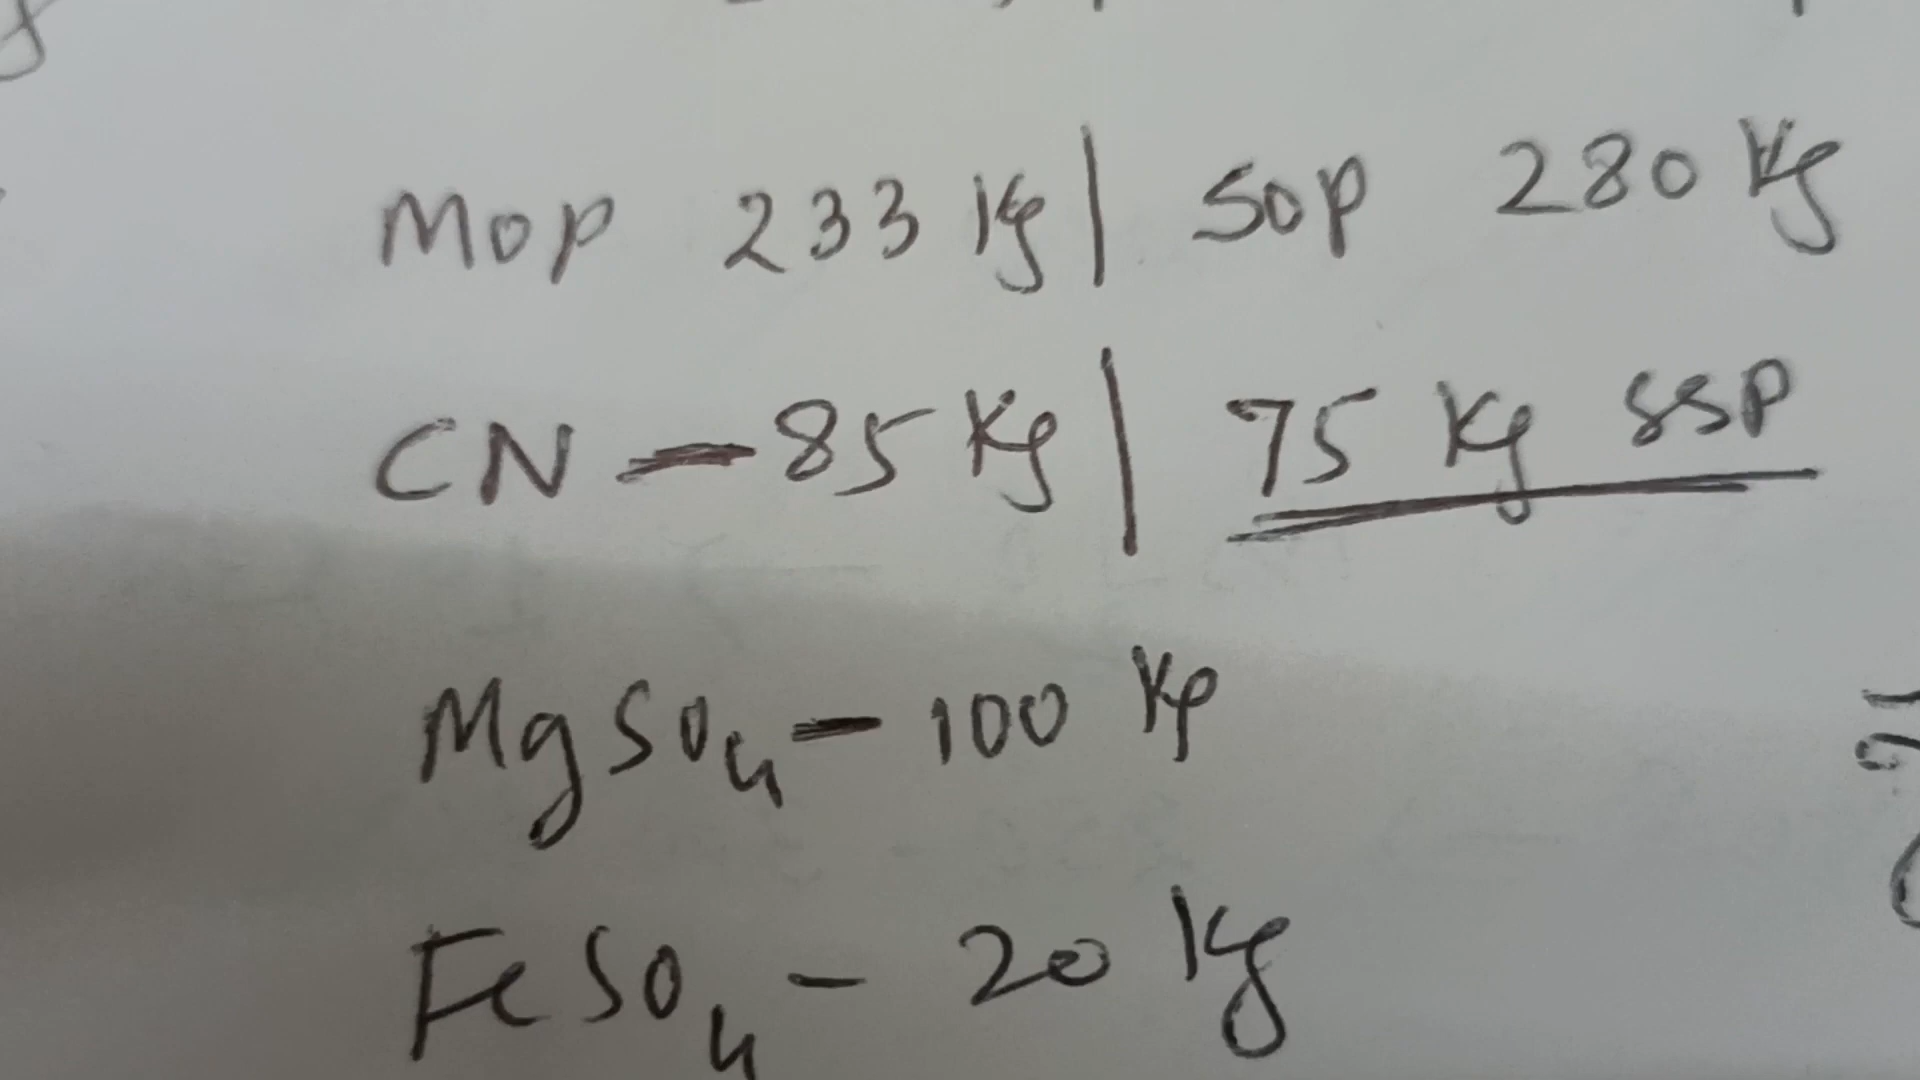 MOP 233 Kg | SOP 280 Kg
CN - 85 Kg | 75 Kg SSP
MgSO4 - 100 Kg
FeSO4 - 20 Kg